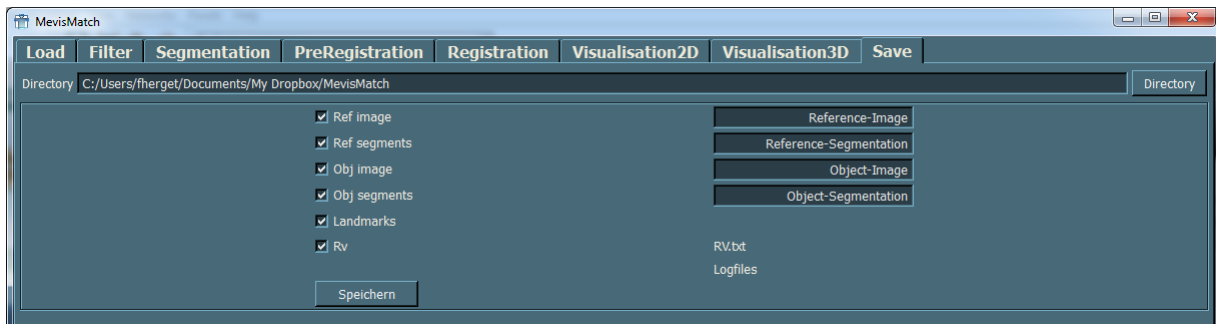 MevisMatch
Load Filter Segmentation PreRegistration Registration Visualisation2D Visualisation3D Save
Directory C:/Users/fherget/Documents/My Dropbox/MevisMatch Directory
Ref image Reference-Image
Ref segments Reference-Segmentation
Obj image Object-Image
Obj segments Object-Segmentation
Landmarks
Rv RV.txt
Logfiles
Speichern